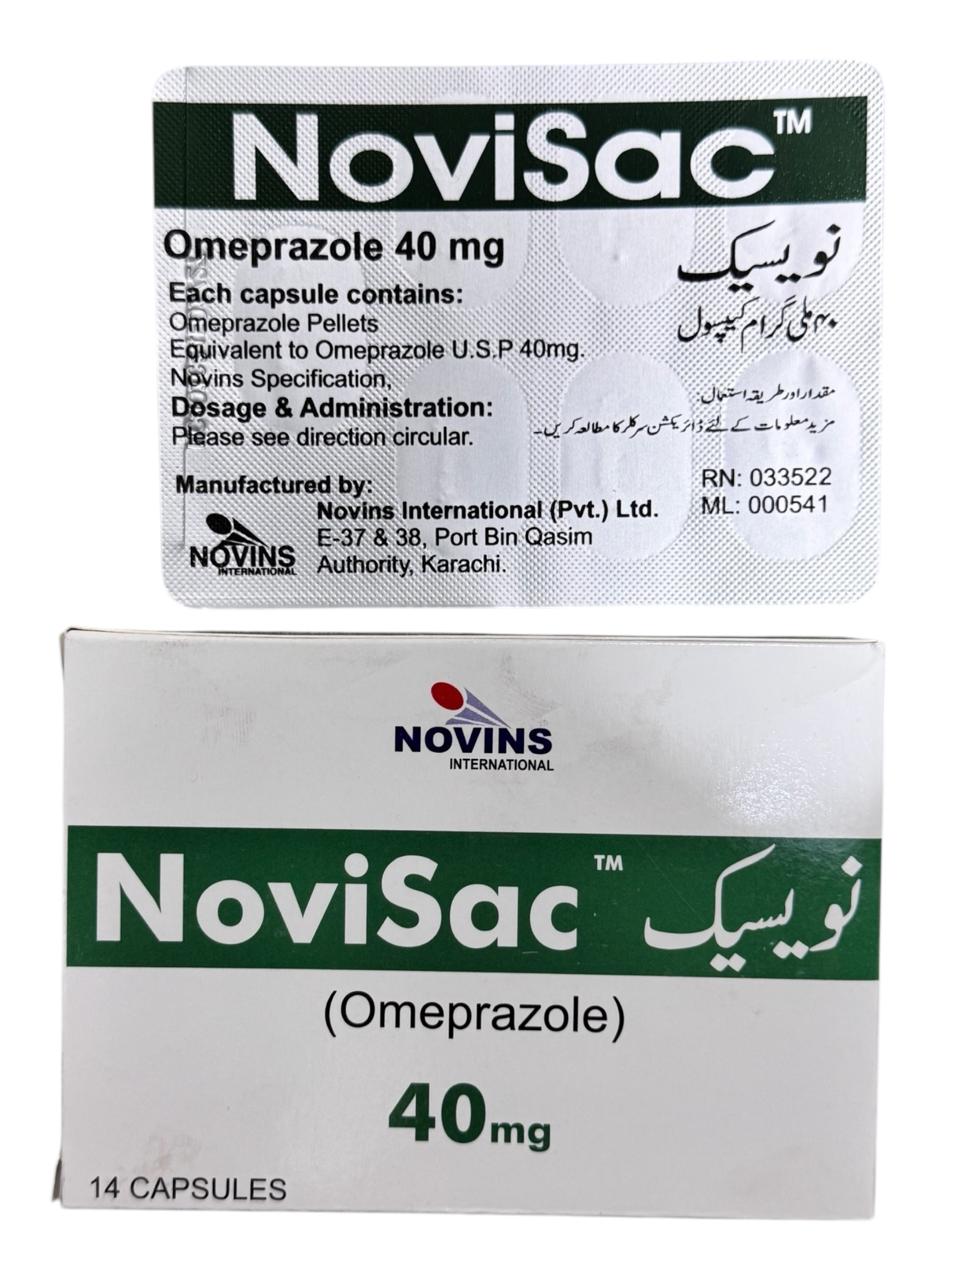 NoviSac™
Omeprazole 40 mg
نویسیک
۴۰ ملی گرام کیپسول
Each capsule contains:
Omeprazole Pellets
Equivalent to Omeprazole U.S.P 40mg.
Novins Specification,
Dosage & Administration:
Please see direction circular.
مقدار اور طریقہ استعمال:
مزید معلومات کے لئے ڈائریکشن سرکلر کا مطالعہ کریں۔
RN: 033522
ML: 000541
Manufactured by:
Novins International (Pvt.) Ltd.
E-37 & 38, Port Bin Qasim
Authority, Karachi.
NOVINS
INTERNATIONAL
NOVINS
INTERNATIONAL
NoviSac™ نویسیک
(Omeprazole)
40mg
14 CAPSULES